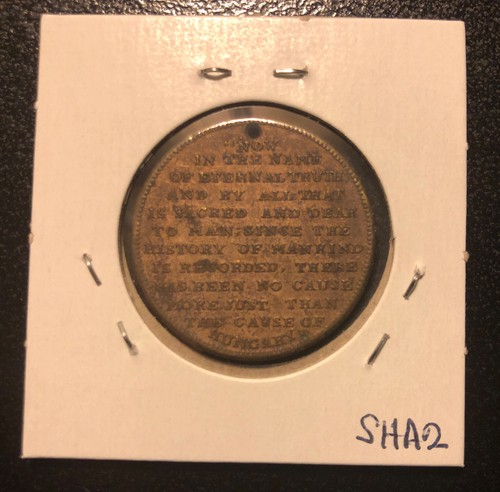 "NOW
IN THE NAME
OF ETERNAL TRUTH
AND BY ALL THAT
IS SACRED AND DEAR
TO MAN; SINCE THE
HISTORY OF MANKIND
IS RECORDED, THERE
HAS BEEN NO CAUSE
MORE JUST THAN
THE CAUSE OF
HUNGARY"
SHA2